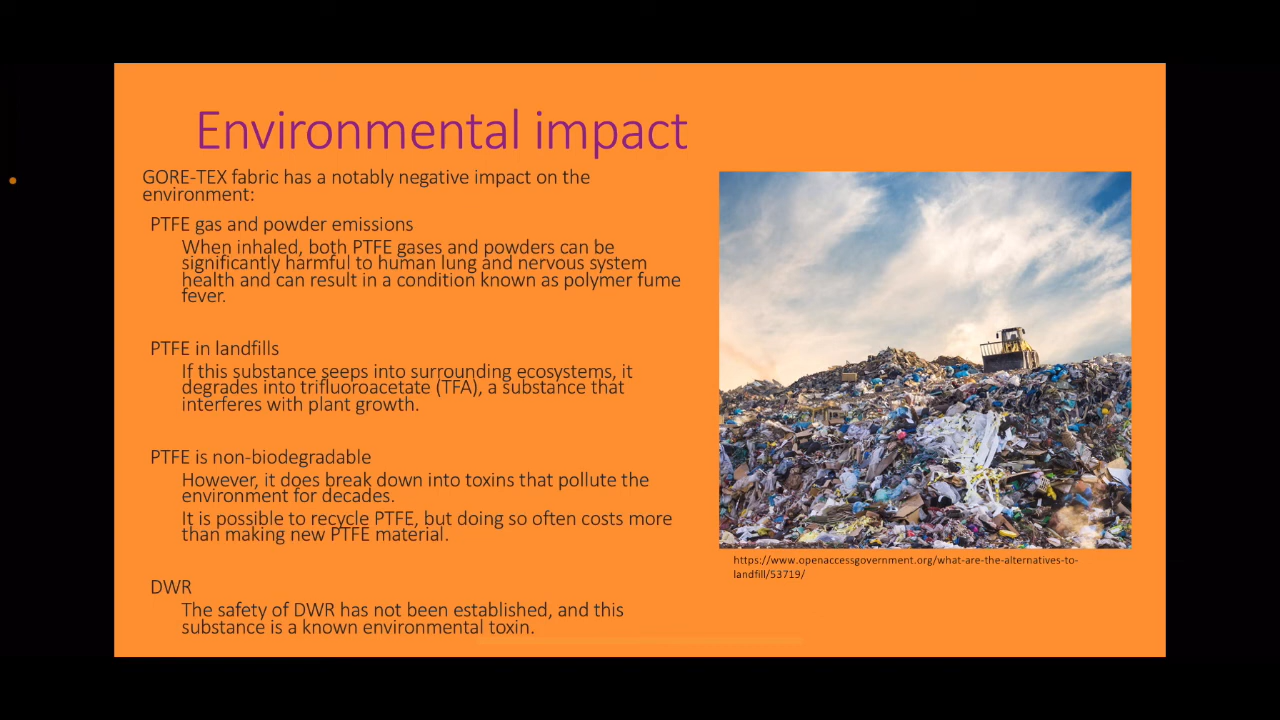 Environmental impact
GORE-TEX fabric has a notably negative impact on the
environment:
PTFE gas and powder emissions
When inhaled, both PTFE gases and powders can be
significantly harmful to human lung and nervous system
health and can result in a condition known as polymer fume
fever.
PTFE in landfills
If this substance seeps into surrounding ecosystems, it
degrades into trifluoroacetate (TFA), a substance that
interferes with plant growth.
PTFE is non-biodegradable
However, it does break down into toxins that pollute the
environment for decades.
It is possible to recycle PTFE, but doing so often costs more
than making new PTFE material.
DWR
The safety of DWR has not been established, and this
substance is a known environmental toxin.
https://www.openaccessgovernment.org/what-are-the-alternatives-to-
landfill/53719/